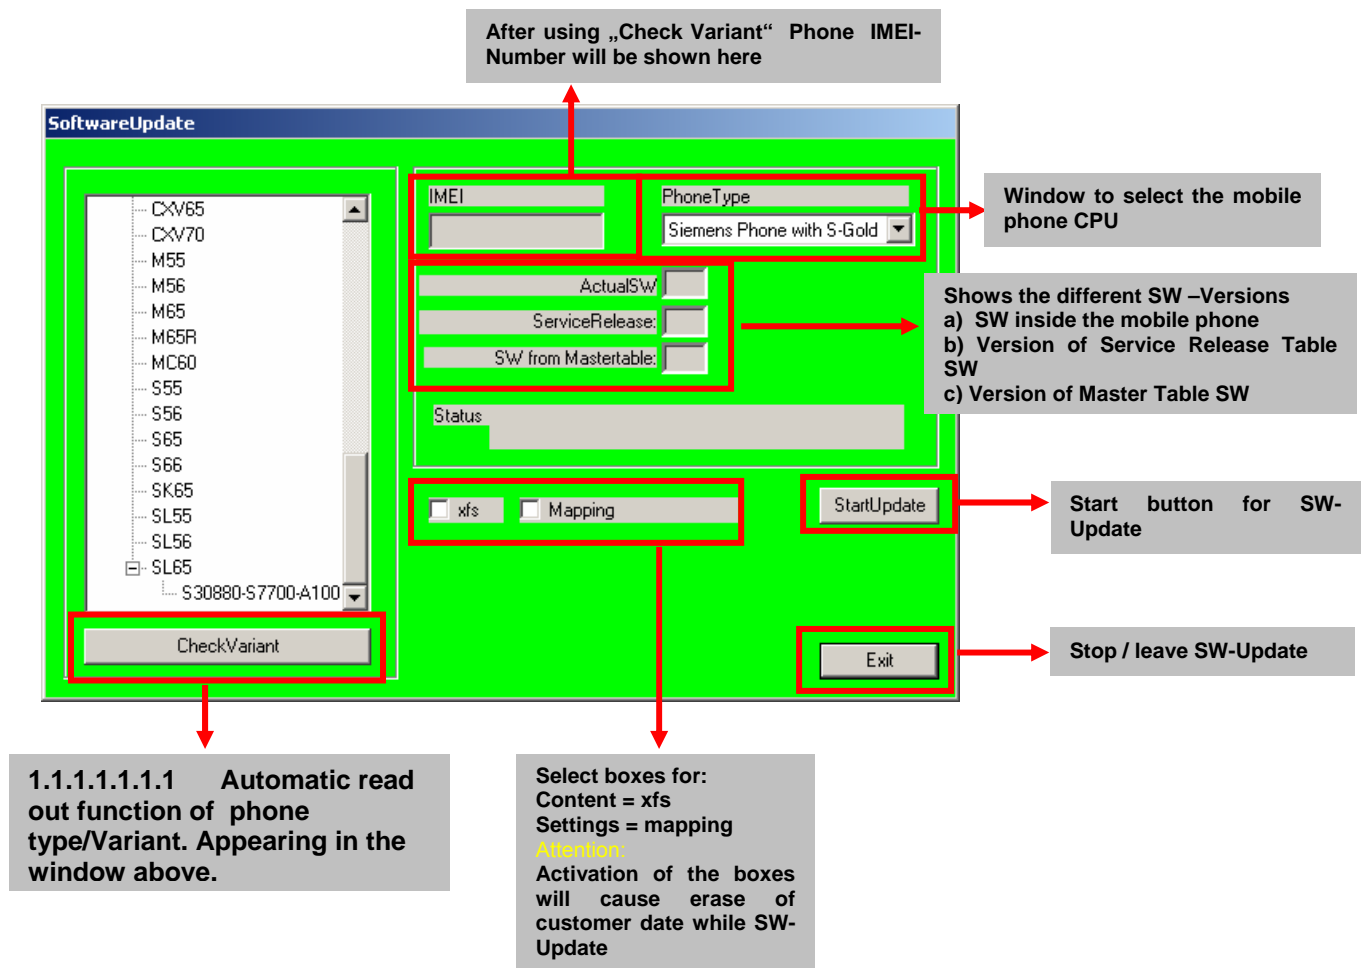 After using „Check Variant“ Phone IMEI-
Number will be shown here
SoftwareUpdate
CXV65
CXV70
M55
M56
M65
M65R
MC60
S55
S56
S65
S66
SK65
SL55
SL56
SL65
S30880-S7700-A100
CheckVariant
IMEI
PhoneType
Siemens Phone with S-Gold
ActualSW
ServiceRelease:
SW from Mastertable:
Status
xfs
Mapping
StartUpdate
Exit
Window to select the mobile
phone CPU
Shows the different SW –Versions
a) SW inside the mobile phone
b) Version of Service Release Table
SW
c) Version of Master Table SW
Start button for SW-
Update
Stop / leave SW-Update
1.1.1.1.1.1.1 Automatic read
out function of phone
type/Variant. Appearing in the
window above.
Select boxes for:
Content = xfs
Settings = mapping
Attention:
Activation of the boxes
will cause erase of
customer date while SW-
Update